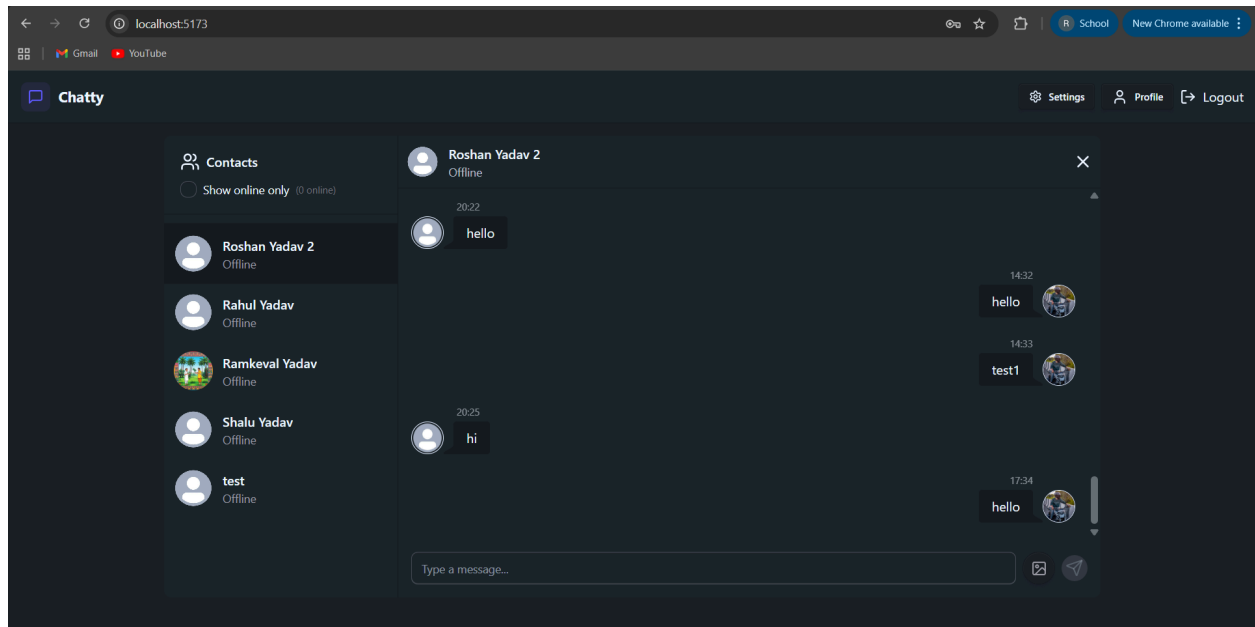 localhost:5173
R School
New Chrome available
Gmail YouTube
Chatty
Settings Profile Logout
Contacts
Show online only (0 online)
Roshan Yadav 2
Offline
Rahul Yadav
Offline
Ramkeval Yadav
Offline
Shalu Yadav
Offline
test
Offline
Roshan Yadav 2
Offline
20:22
hello
14:32
hello
14:33
test1
20:25
hi
17:34
hello
Type a message...